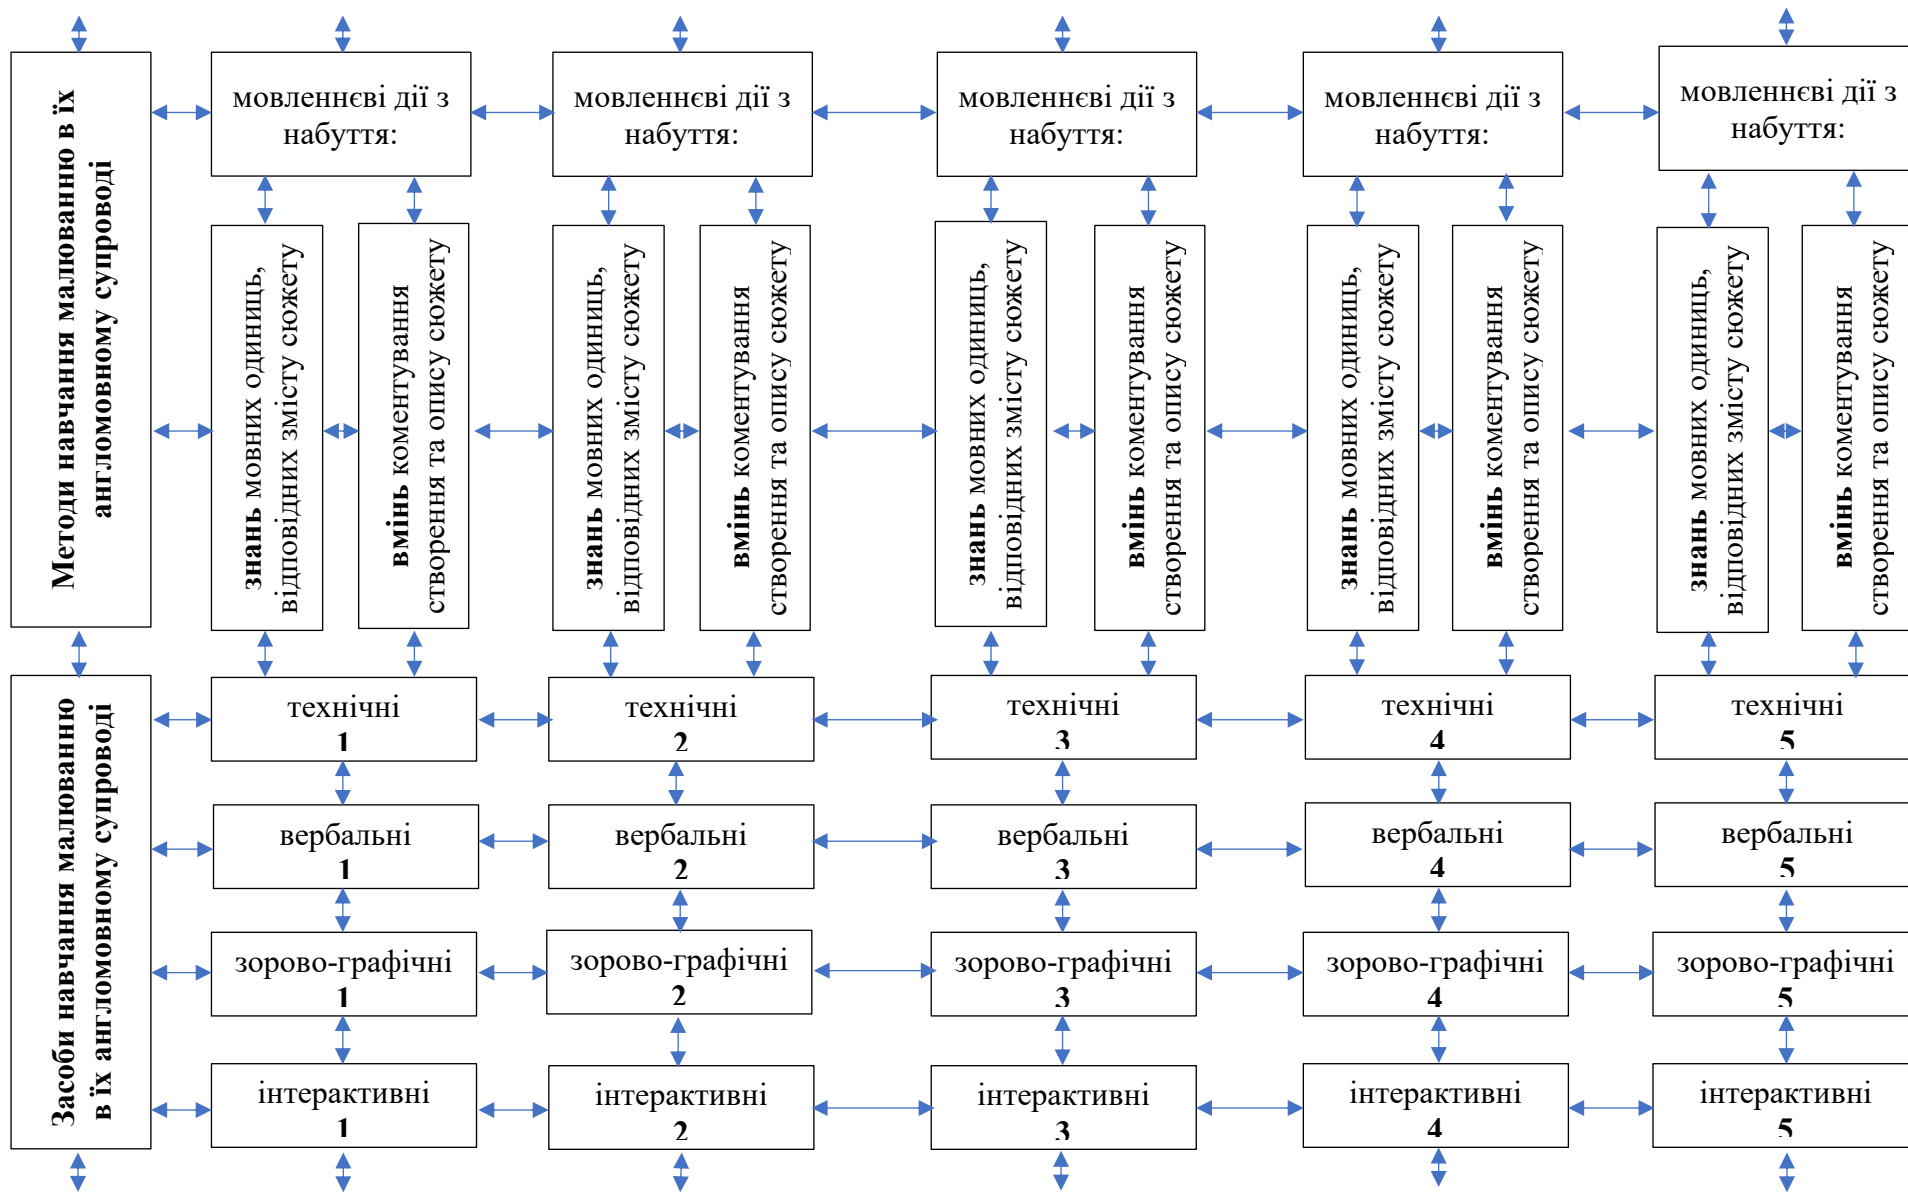 Методи навчання малюванню в їх
англомовному супроводі
мовленнєві дії з
набуття:
мовленнєві дії з
набуття:
мовленнєві дії з
набуття:
мовленнєві дії з
набуття:
мовленнєві дії з
набуття:
знань мовних одиниць,
відповідних змісту сюжету
вмінь коментування
створення та опису сюжету
знань мовних одиниць,
відповідних змісту сюжету
вмінь коментування
створення та опису сюжету
знань мовних одиниць,
відповідних змісту сюжету
вмінь коментування
створення та опису сюжету
знань мовних одиниць,
відповідних змісту сюжету
вмінь коментування
створення та опису сюжету
знань мовних одиниць,
відповідних змісту сюжету
вмінь коментування
створення та опису сюжету
Засоби навчання малюванню
в їх англомовному супроводі
технічні
1
технічні
2
технічні
3
технічні
4
технічні
5
вербальні
1
вербальні
2
вербальні
3
вербальні
4
вербальні
5
зорово-графічні
1
зорово-графічні
2
зорово-графічні
3
зорово-графічні
4
зорово-графічні
5
інтерактивні
1
інтерактивні
2
інтерактивні
3
інтерактивні
4
інтерактивні
5